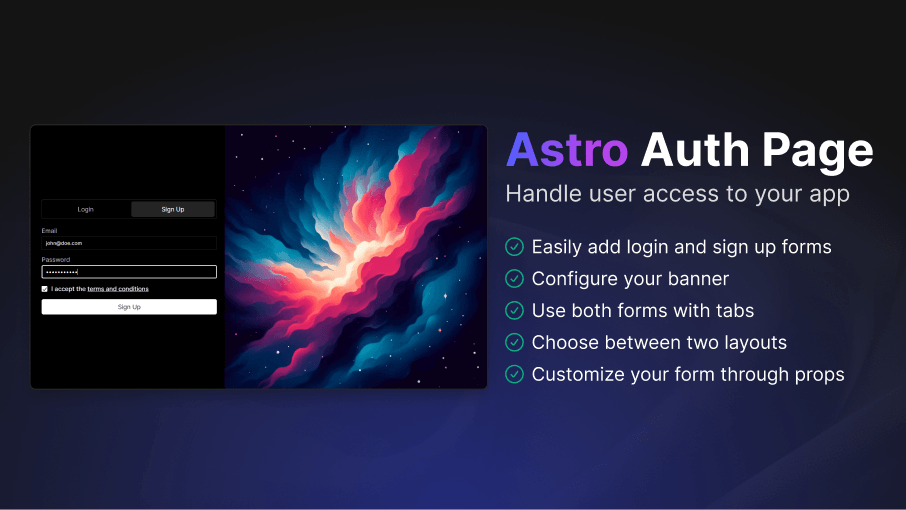 Login
Sign Up
Email
john@doe.com
Password
•••••••••••
I accept the terms and conditions
Sign Up
Astro Auth Page
Handle user access to your app
Easily add login and sign up forms
Configure your banner
Use both forms with tabs
Choose between two layouts
Customize your form through props